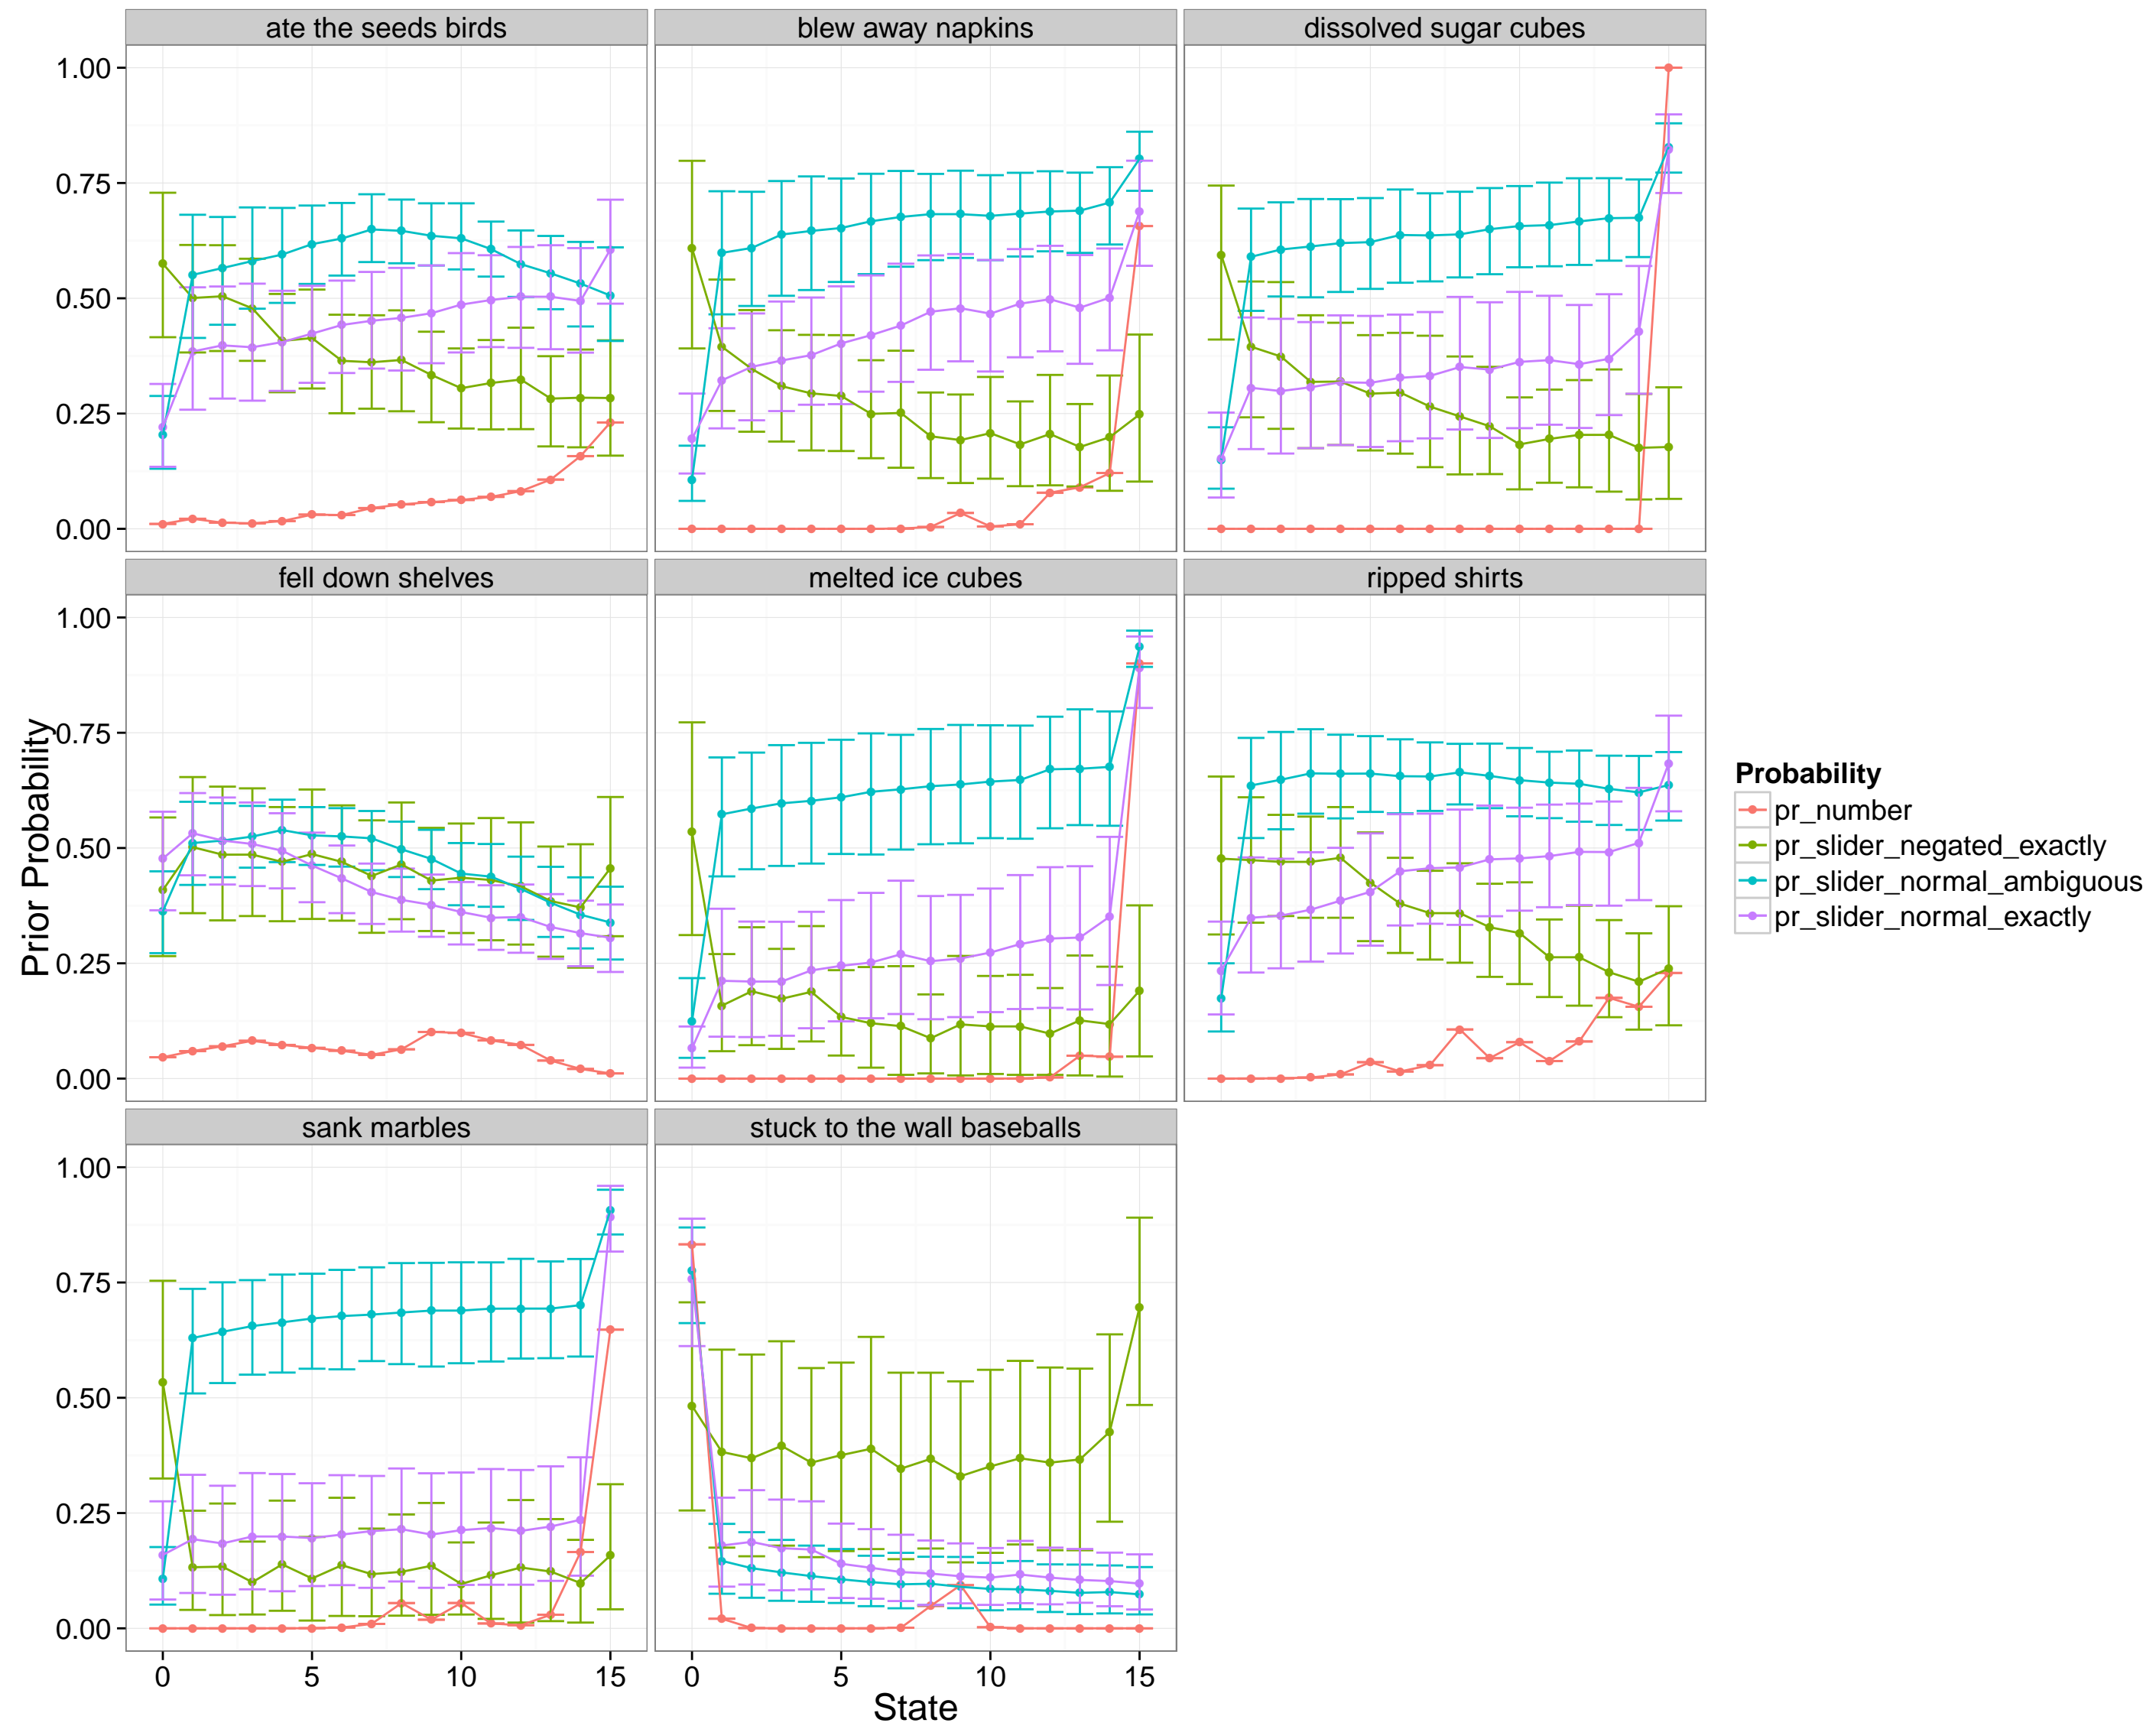 ate the seeds birds
blew away napkins
dissolved sugar cubes
1.00
0.75
0.50
0.25
0.00
fell down shelves
melted ice cubes
ripped shirts
1.00
0.75
0.50
0.25
0.00
Prior Probability
sank marbles
stuck to the wall baseballs
1.00
0.75
0.50
0.25
0.00
0 5 10 15
0 5 10 15
State
Probability
pr_number
pr_slider_negated_exactly
pr_slider_normal_ambiguous
pr_slider_normal_exactly